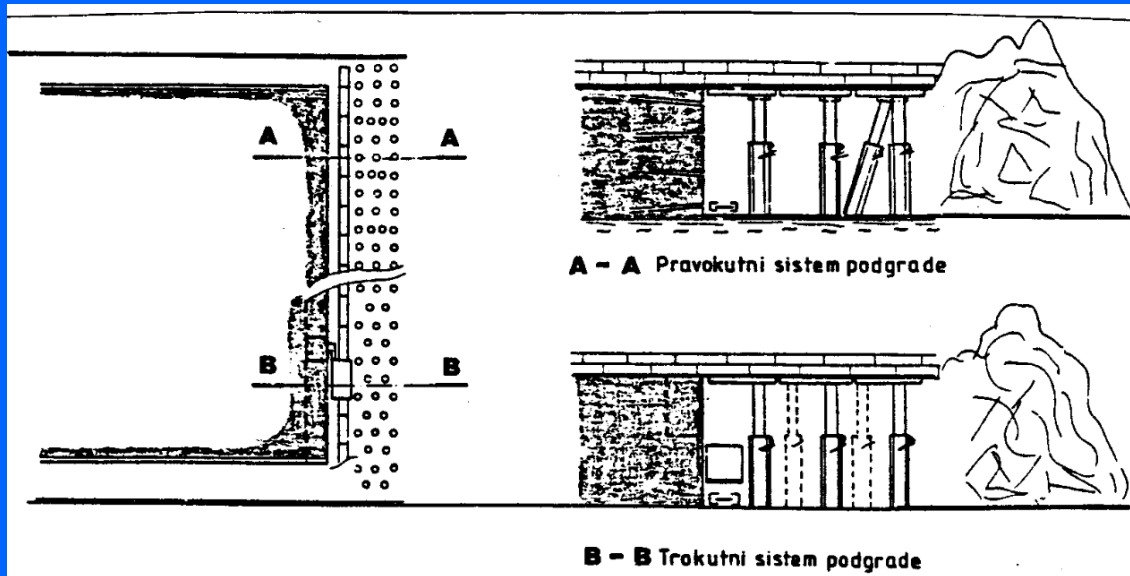 A A
B B
A - A Pravokutni sistem podgrade
B - B Trokutni sistem podgrade